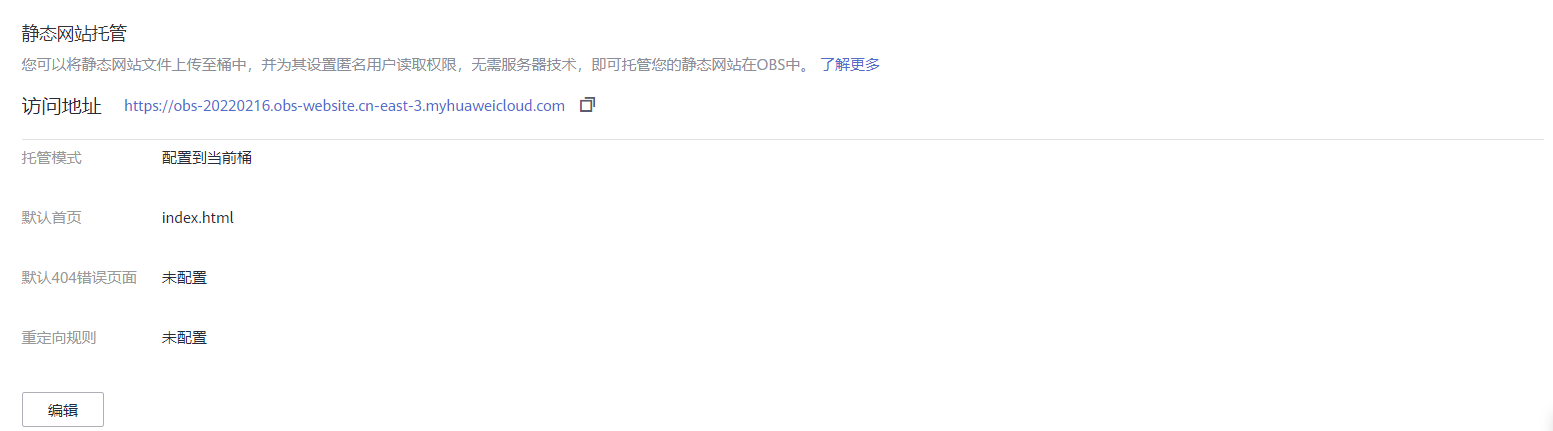 静态网站托管
您可以将静态网站文件上传至桶中，并为其设置匿名用户读取权限，无需服务器技术，即可托管您的静态网站在OBS中。 了解更多
访问地址 https://obs-20220216.obs-website.cn-east-3.myhuaweicloud.com
托管模式 配置到当前桶
默认首页 index.html
默认404错误页面 未配置
重定向规则 未配置
编辑